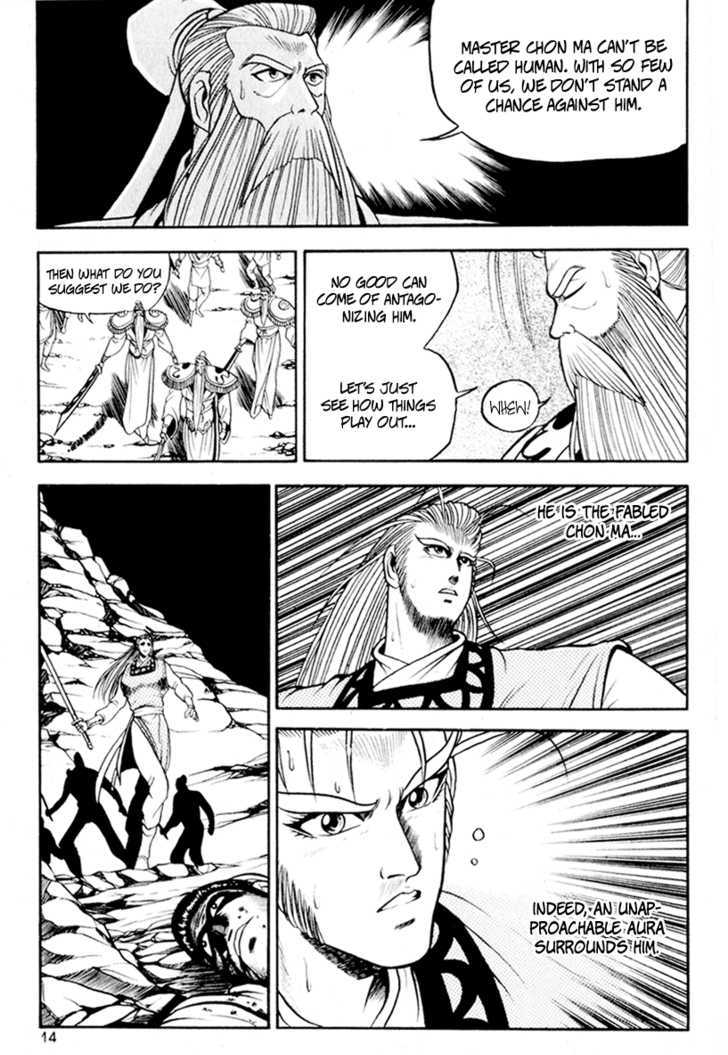 MASTER CHON MA CAN'T BE
CALLED HUMAN. WITH SO FEW
OF US, WE DON'T STAND A
CHANCE AGAINST HIM.
THEN WHAT DO YOU
SUGGEST WE DO?
NO GOOD CAN
COME OF ANTAGO-
NIZING HIM.
LET'S JUST
SEE HOW THINGS
PLAY OUT...
WHEW!
HE IS THE FABLED
CHON MA...
INDEED, AN UNAP-
PROACHABLE AURA
SURROUNDS HIM.
14